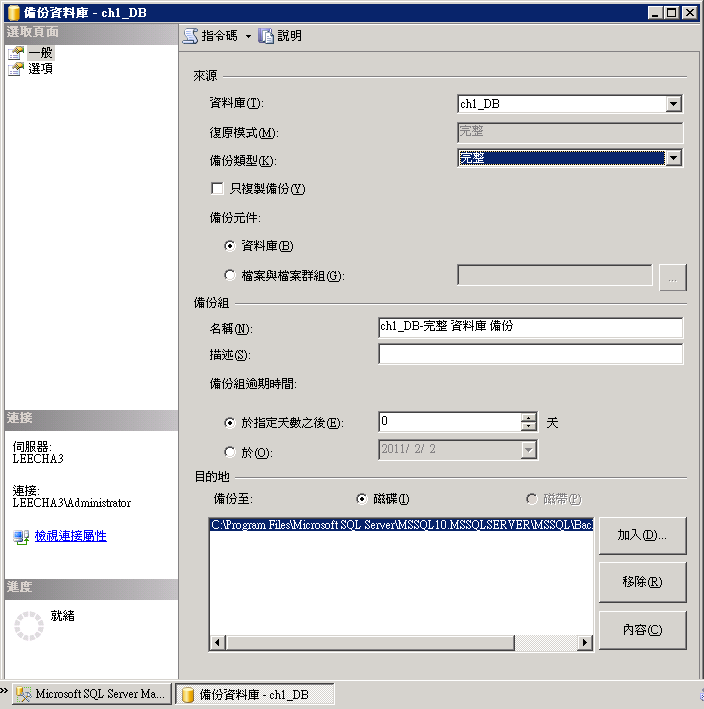 備份資料庫 - ch1_DB
選取頁面
一般
選項
指令碼
說明
來源
資料庫(T):
ch1_DB
復原模式(M):
完整
備份類型(K):
完整
只複製備份(Y)
備份元件:
資料庫(B)
檔案與檔案群組(G):
...
備份組
名稱(N):
ch1_DB-完整 資料庫 備份
描述(S):
備份組逾期時間:
於指定天數之後(E):
0
天
於(O):
2011/ 2/ 2
目的地
備份至:
磁碟(I)
磁帶(P)
C:\Program Files\Microsoft SQL Server\MSSQL10.MSSQLSERVER\MSSQL\Bac
加入(D)...
移除(R)
內容(C)
連接
伺服器:
LEECHA3
連接:
LEECHA3\Administrator
檢視連接屬性
進度
就緒
Microsoft SQL Server Ma...
備份資料庫 - ch1_DB